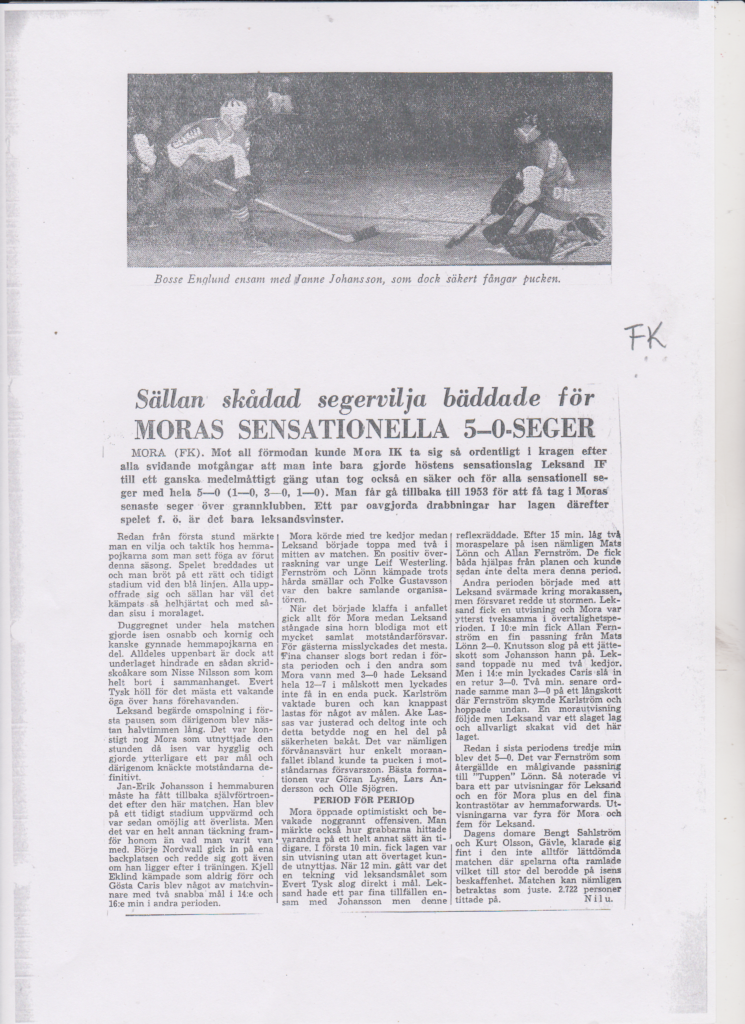 Bosse Englund ensam med Janne Johansson, som dock säkert fångar pucken.
FK
Sällan skådad segervilja bäddade för
MORAS SENSATIONELLA 5—0-SEGER
MORA (FK). Mot all förmodan kunde Mora IK ta sig så ordentligt i kragen efter
alla svidande motgångar att man inte bara gjorde höstens sensationslag Leksand IF
till ett ganska medelmåttigt gäng utan tog också en säker och för alla sensationell se-
ger med hela 5—0 (1—0, 3—0, 1—0). Man får gå tillbaka till 1953 för att få tag i Moras
senaste seger över grannklubben. Ett par oavgjorda drabbningar har lagen därefter
spelet f. ö. är det bara leksandsvinster.
Redan från första stund märkte
man en vilja och taktik hos hemma-
pojkarna som man sett föga av förut
denna säsong. Spelet breddades ut
och man bröt på ett rätt och tidigt
stadium vid den blå linjen. Alla upp-
offrade sig och sällan har väl det
kämpats så helhjärtat och med så-
dan sisu i moralaget.
Duggregnet under hela matchen
gjorde isen osnabb och kornig och
kanske gynnade hemmapojkarna en
del. Alldeles uppenbart är dock att
underlaget hindrade en sådan skrid-
skoåkare som Nisse Nilsson som kom
helt bort i sammanhanget. Evert
Tysk höll för det mästa ett vakande
öga över hans förehavanden.
Leksand begärde omspolning i för-
sta pausen som därigenom blev näs-
tan halvtimmen lång. Det var kon-
stigt nog Mora som utnyttjade den
stunden då isen var hygglig och
gjorde ytterligare ett par mål och
därigenom knäckte motståndarna de-
finitivt.
Jan-Erik Johansson i hemmaburen
måste ha fått tillbaka självförtroen-
det efter den här matchen. Han blev
på ett tidigt stadium uppvärmd och
var sedan omöjlig att överlista. Men
det var en helt annan täckning fram-
för honom än vad man varit van
med. Börje Nordwall gick in på ena
backplatsen och redde sig gott även
om han ligger efter i träningen. Kjell
Eklind kämpade som aldrig förr och
Gösta Caris blev något av matchvin-
nare med två snabba mål i 14:e och
16:e min i andra perioden.
Mora körde med tre kedjor medan
Leksand började toppa med två i
mitten av matchen. En positiv över-
raskning var unge Leif Westerling.
Fernström och Lönn kämpade trots
hårda smällar och Folke Gustavsson
var den bakre samlande organisa-
tören.
När det började klaffa i anfallet
gick allt för Mora medan Leksand
stångade sina horn blodiga mot ett
mycket samlat motståndarförsvar.
För gästerna misslyckades det mesta.
Fina chanser slogs bort redan i för-
sta perioden och i den andra som
Mora vann med 3—0 hade Leksand
hela 12—7 i målskott men lyckades
inte få in en enda puck. Karlström
vaktade buren och kan knappast
lastas för något av målen. Åke Las-
sas var justerad och deltog inte och
detta betydde nog en hel del på
säkerheten bakåt. Det var nämligen
förvånansvärt hur enkelt moraan-
fallet ibland kunde ta pucken i mot-
ståndarnas försvarszon. Bästa forma-
tionen var Göran Lysén, Lars An-
dersson och Olle Sjögren.
PERIOD FÖR PERIOD
Mora öppnade optimistiskt och be-
vakade noggrannt offensiven. Man
märkte också hur grabbarna hittade
varandra på ett helt annat sätt än ti-
digare. I första 10 min. fick lagen var
sin utvisning utan att övertaget kun-
de utnyttjas. När 12 min. gått var det
en tekning vid leksandsmålet som
Evert Tysk slog direkt i mål. Lek-
sand hade ett par fina tillfällen en-
sam med Johansson men denne
reflexräddade. Efter 15 min. låg två
moraspelare på isen nämligen Mats
Lönn och Allan Fernström. De fick
båda hjälpas från planen och kunde
sedan inte delta mera denna period.
Andra perioden började med att
Leksand svärmade kring morakassen,
men försvaret redde ut stormen. Lek-
sand fick en utvisning och Mora var
ytterst tveksamma i övertalighetspe-
rioden. I 10:e min fick Allan Fern-
ström en fin passning från Mats
Lönn 2—0. Knutsson slog på ett jätte-
skott som Johansson hann på. Lek-
sand toppade nu med två kedjor.
Men i 14:e min lyckades Caris slå in
en retur 3—0. Två min. senare ord-
nade samme man 3—0 på ett långskott
där Fernström skymde Karlström och
hoppade undan. En morautvisning
följde men Leksand var ett slaget lag
och allvarligt skakat vid det här
laget.
Redan i sista periodens tredje min
blev det 5—0. Det var Fernström som
återgällde en målgivande passning
till "Tuppen" Lönn. Så noterade vi
bara ett par utvisningar för Leksand
och en för Mora plus en del fina
kontrastötar av hemmaforwards. Ut-
visningarna var fyra för Mora och
fem för Leksand.
Dagens domare Bengt Sahlström
och Kurt Olsson, Gävle, klarade sig
fint i den inte alltför lättdömda
matchen där spelarna ofta ramlade
vilket till stor del berodde på isens
beskaffenhet. Matchen kan nämligen
betraktas som juste. 2.722 personer
tittade på. Nilu.